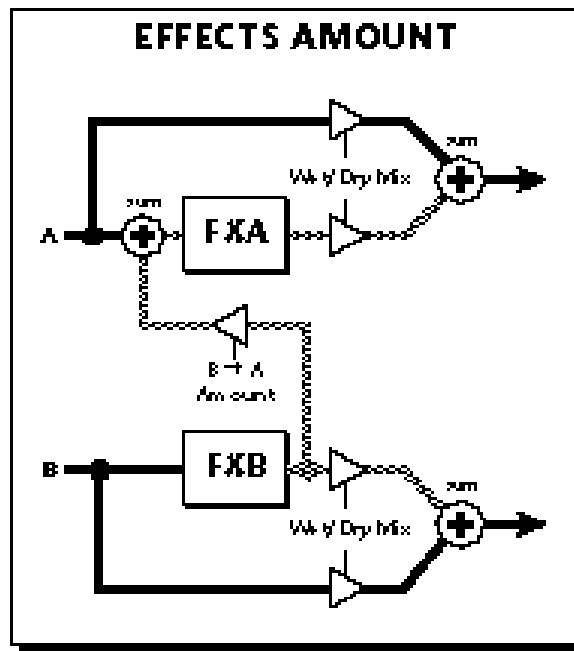 EFFECTS AMOUNT
sum
Wet/Dry Mix
sum
A
FXA
B → A
Amount
B
FXB
sum
Wet/Dry Mix